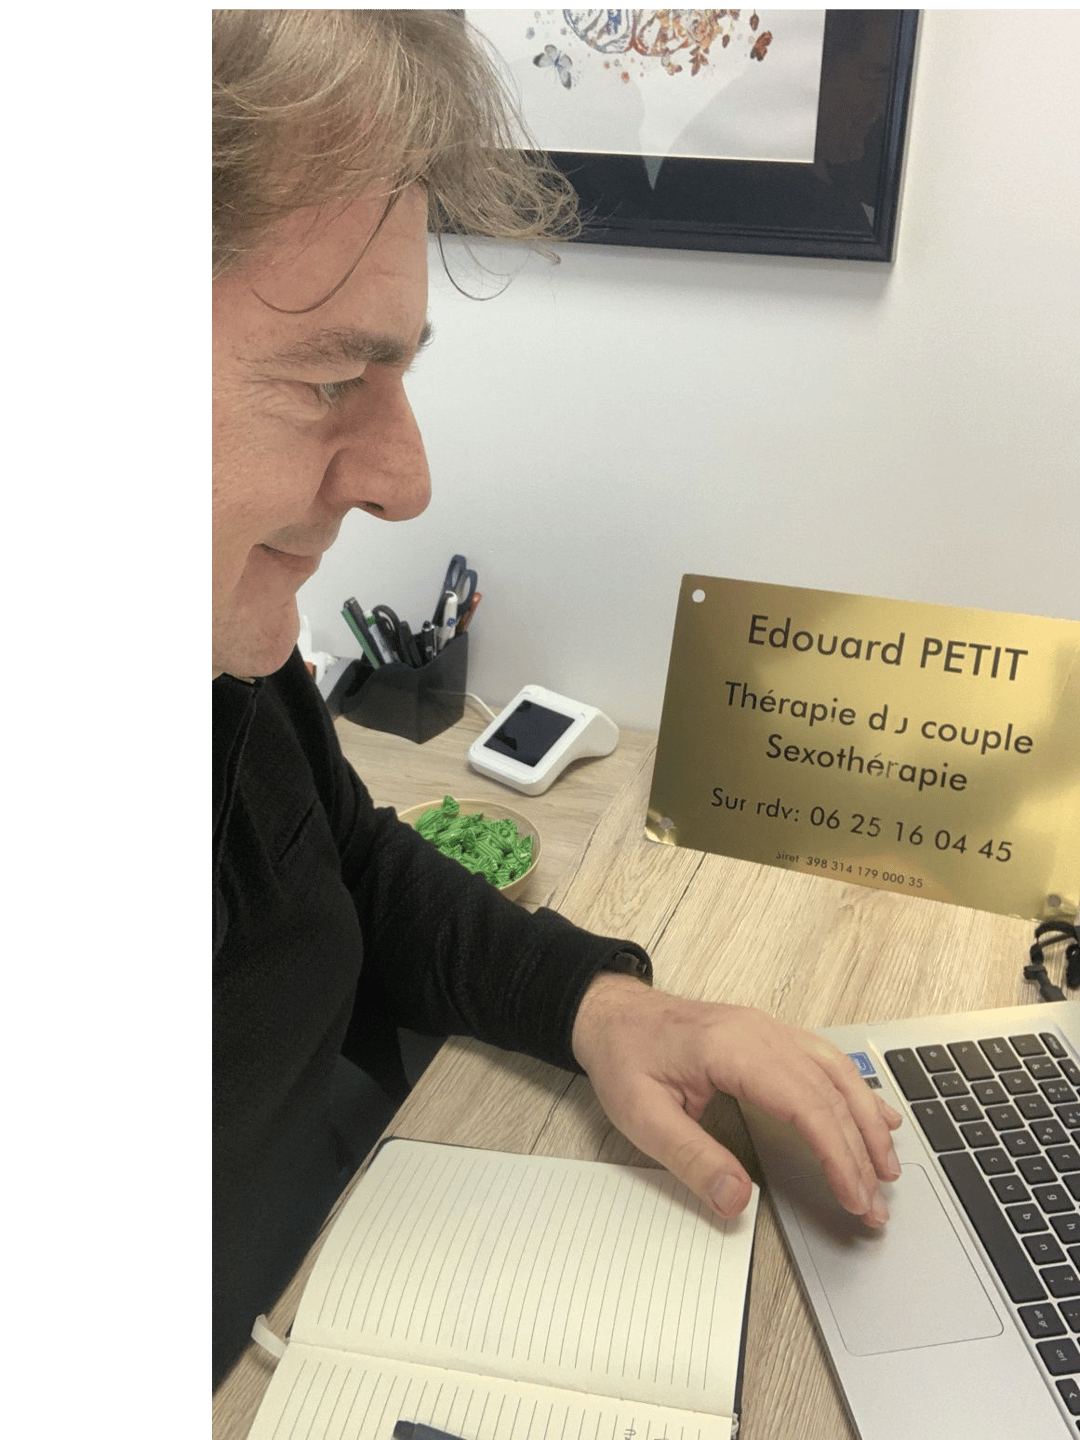 Edouard PETIT
Thérapie du couple
Sexothérapie
Sur rdv: 06 25 16 04 45
Siret 398 314 179 000 35